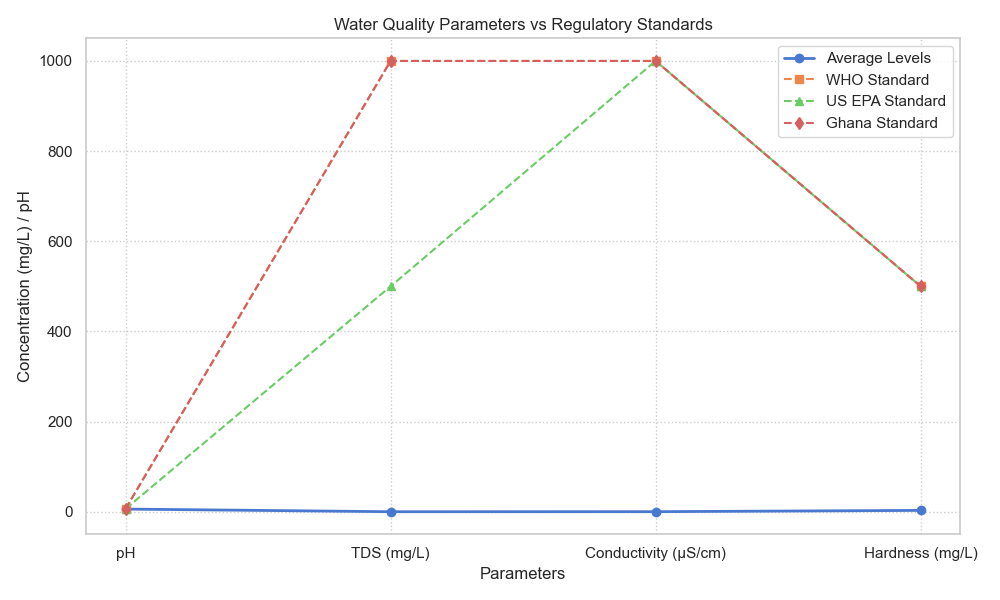 Water Quality Parameters vs Regulatory Standards
Concentration (mg/L) / pH
1000
800
600
400
200
0
Average Levels
WHO Standard
US EPA Standard
Ghana Standard
pH
TDS (mg/L)
Conductivity (µS/cm)
Hardness (mg/L)
Parameters